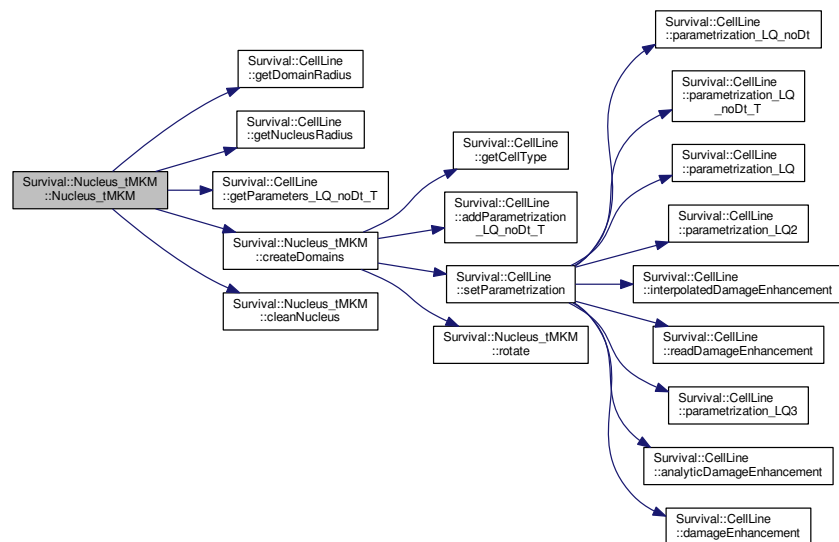 Survival::Nucleus_tMKM
::Nucleus_tMKM
Survival::CellLine
::getDomainRadius
Survival::CellLine
::getNucleusRadius
Survival::CellLine
::getParameters_LQ_noDt_T
Survival::Nucleus_tMKM
::createDomains
Survival::Nucleus_tMKM
::cleanNucleus
Survival::CellLine
::getCellType
Survival::CellLine
::addParametrization
_LQ_noDt_T
Survival::CellLine
::setParametrization
Survival::Nucleus_tMKM
::rotate
Survival::CellLine
::parametrization_LQ_noDt
Survival::CellLine
::parametrization_LQ
_noDt_T
Survival::CellLine
::parametrization_LQ
Survival::CellLine
::parametrization_LQ2
Survival::CellLine
::interpolatedDamageEnhancement
Survival::CellLine
::readDamageEnhancement
Survival::CellLine
::parametrization_LQ3
Survival::CellLine
::analyticDamageEnhancement
Survival::CellLine
::damageEnhancement